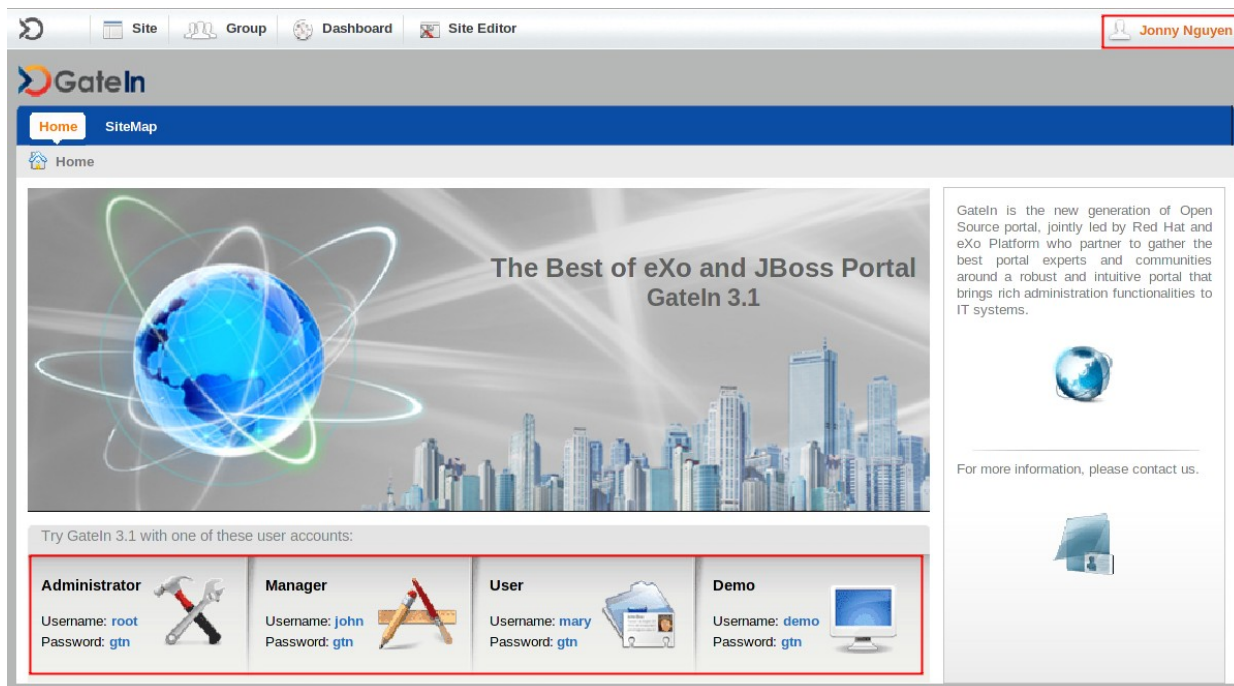 Site Group Dashboard Site Editor Jonny Nguyen
GateIn
Home SiteMap
Home
The Best of eXo and JBoss Portal
GateIn 3.1
GateIn is the new generation of Open
Source portal, jointly led by Red Hat and
eXo Platform who partner to gather the
best portal experts and communities
around a robust and intuitive portal that
brings rich administration functionalities to
IT systems.
For more information, please contact us.
Try GateIn 3.1 with one of these user accounts:
Administrator
Username: root
Password: gtn
Manager
Username: john
Password: gtn
User
Username: mary
Password: gtn
Demo
Username: demo
Password: gtn